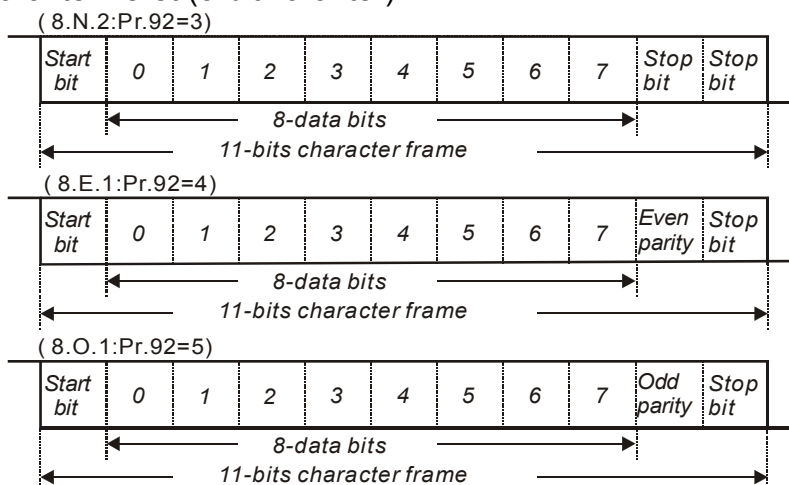 ( 8.N.2:Pr.92=3)
Start bit 0 1 2 3 4 5 6 7 Stop bit Stop bit
8-data bits
11-bits character frame
( 8.E.1:Pr.92=4)
Start bit 0 1 2 3 4 5 6 7 Even parity Stop bit
8-data bits
11-bits character frame
( 8.O.1:Pr.92=5)
Start bit 0 1 2 3 4 5 6 7 Odd parity Stop bit
8-data bits
11-bits character frame